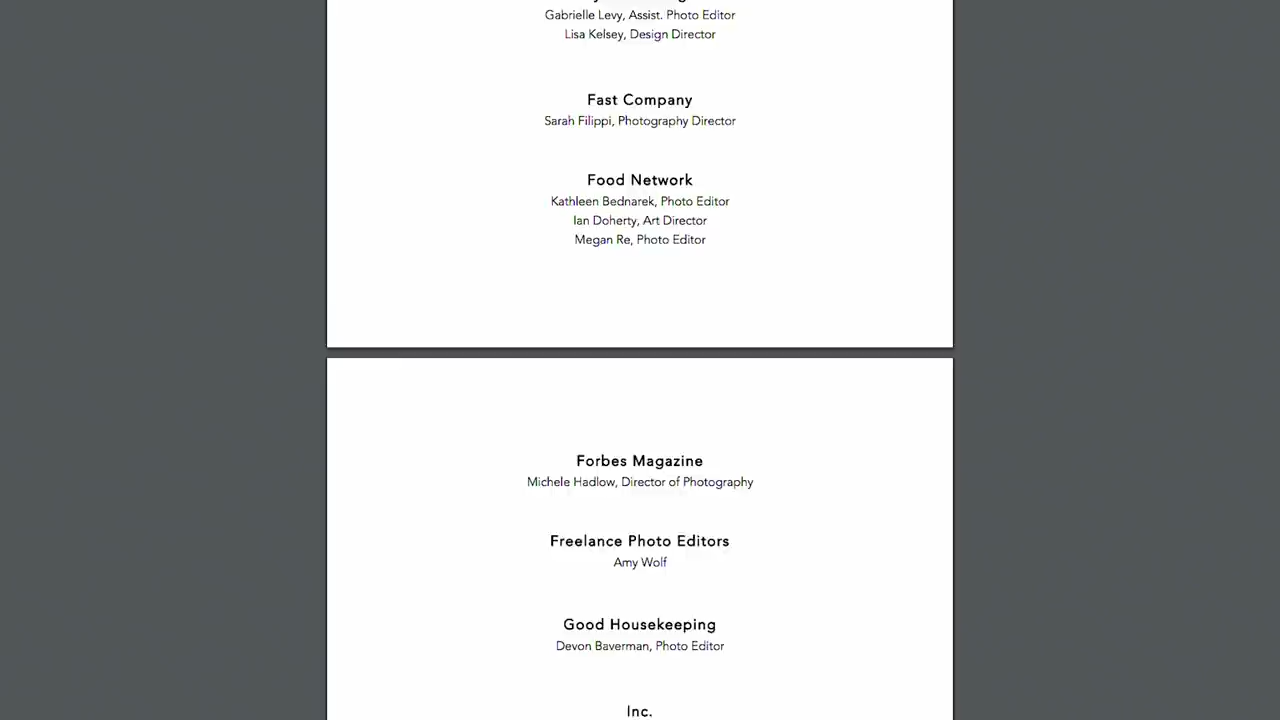 Gabrielle Levy, Assist. Photo Editor
Lisa Kelsey, Design Director
Fast Company
Sarah Filippi, Photography Director
Food Network
Kathleen Bednarek, Photo Editor
Ian Doherty, Art Director
Megan Re, Photo Editor
Forbes Magazine
Michele Hadlow, Director of Photography
Freelance Photo Editors
Amy Wolf
Good Housekeeping
Devon Baverman, Photo Editor
Inc.